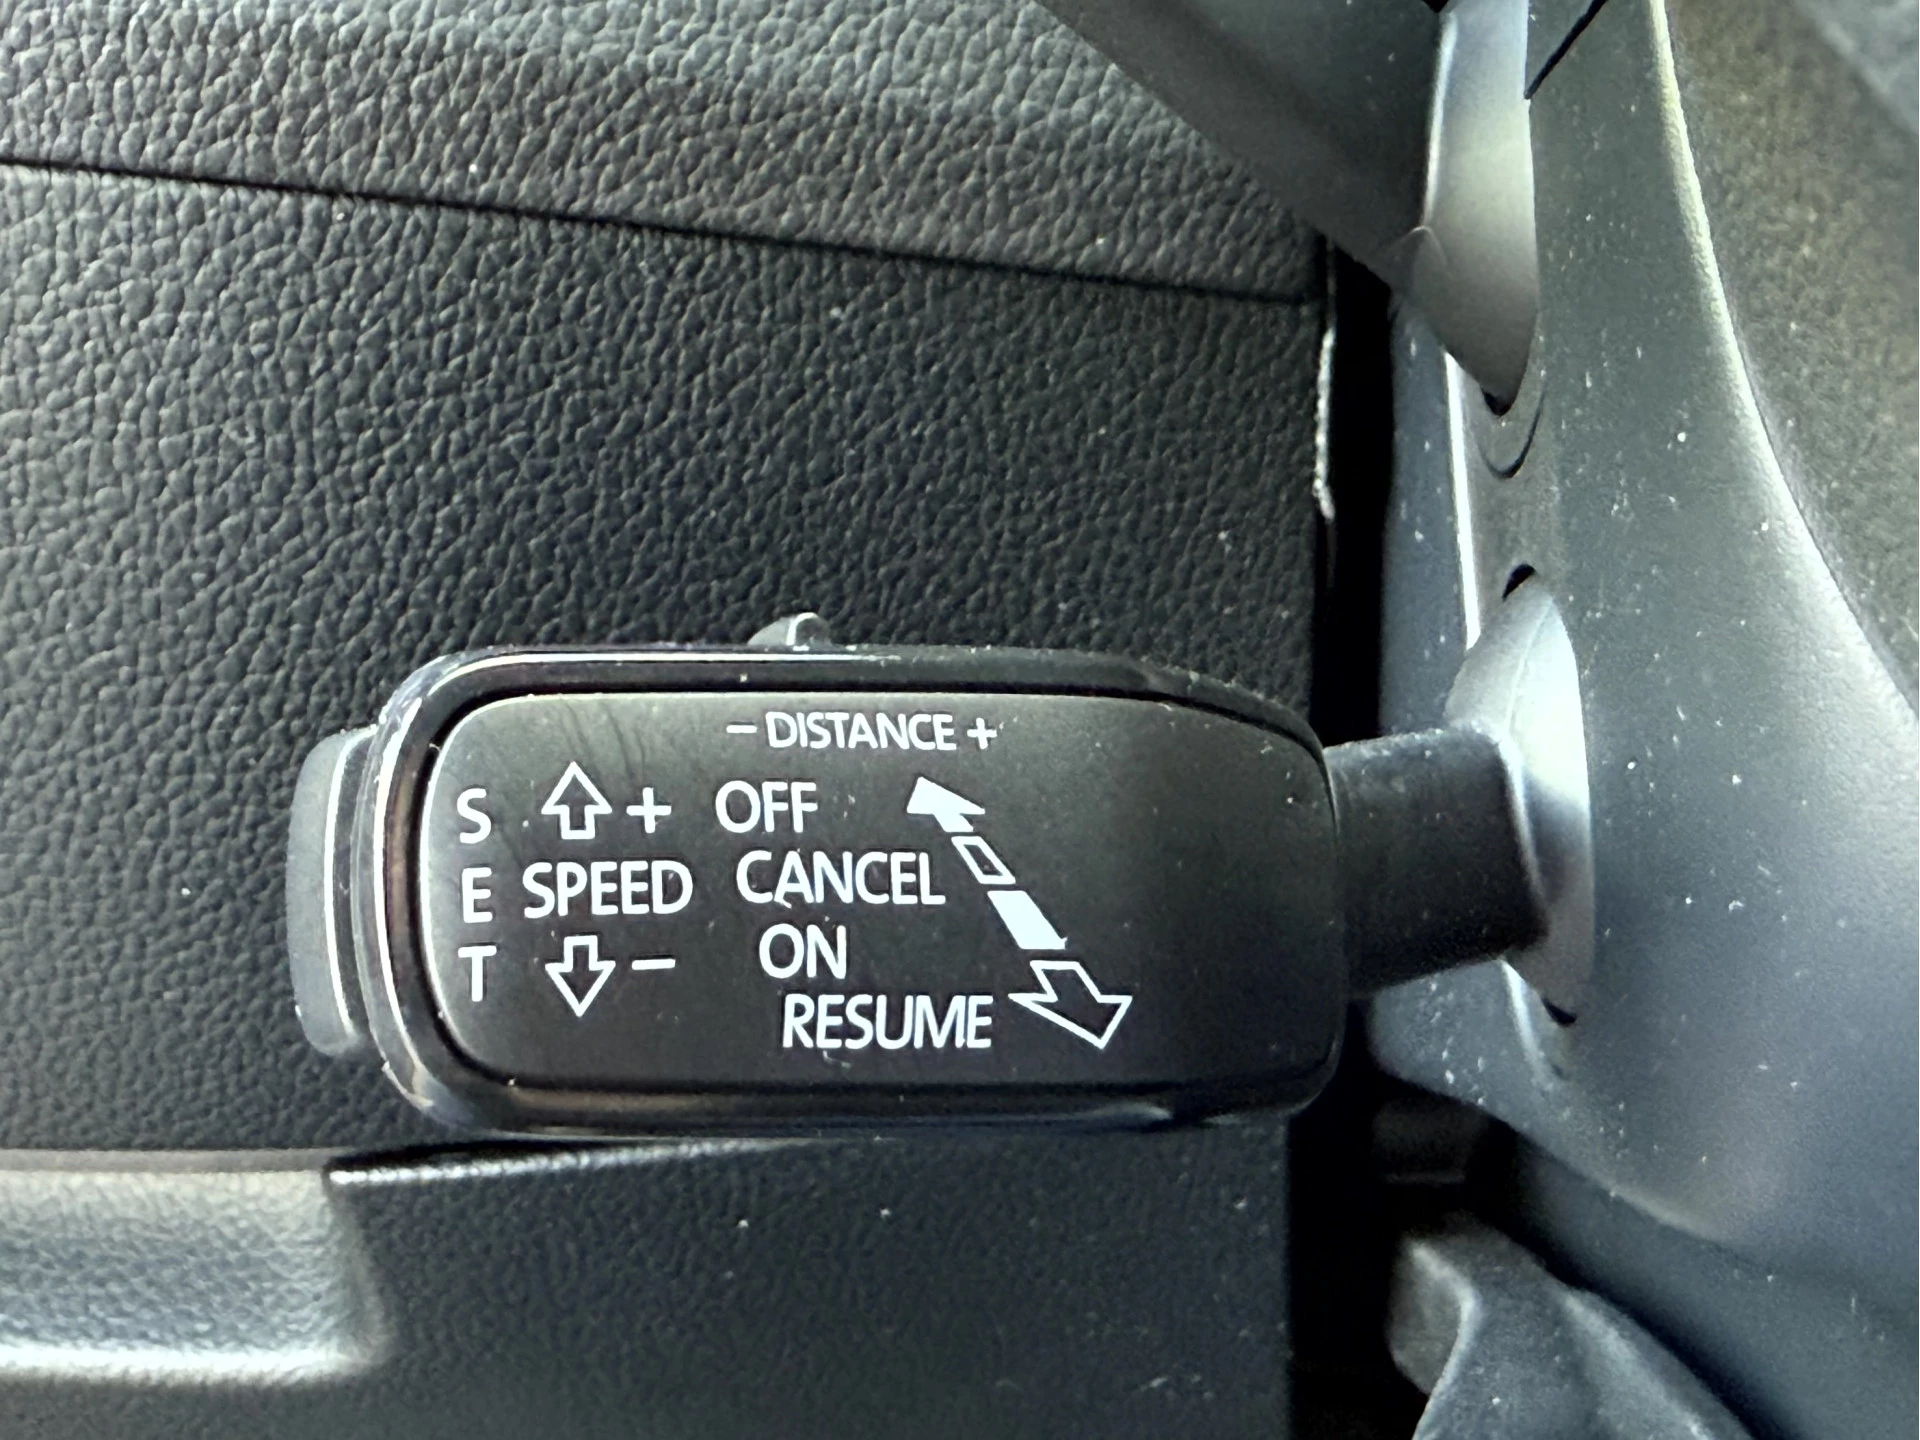 - DISTANCE +
S + OFF
CANCEL
E SPEED
ON
T -
RESUME